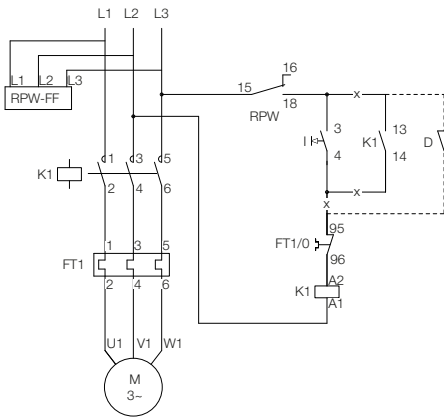 L1 L2 L3
L1 L2 L3
RPW-FF
15 16
18
RPW
x x
I 3
4
K1 13
14
D
x x
x
K1
1 3 5
2 4 6
FT1
1 3 5
2 4 6
FT1/0 95
96
K1 A2
A1
U1 V1 W1
M
3~